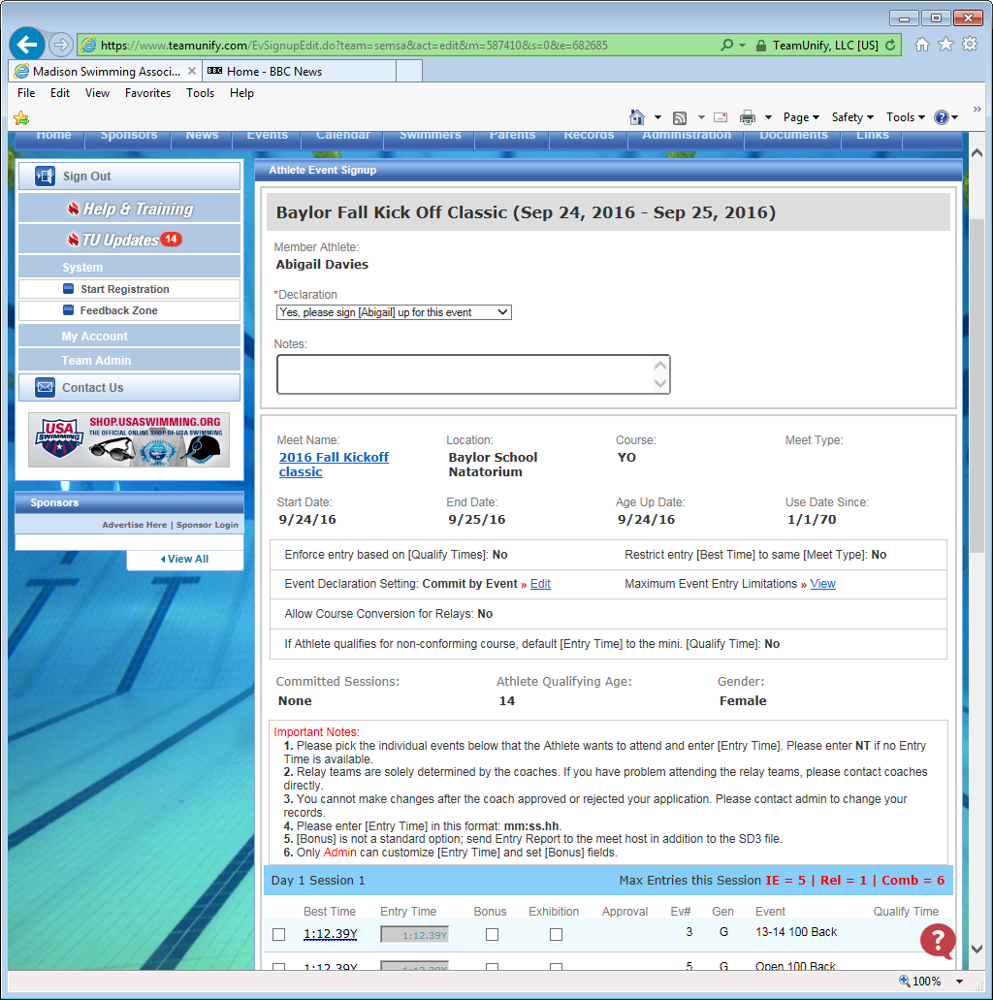 https://www.teamunify.com/EvSignupEdit.do?team=semsa&act=edit&m=587410&s=0&e=682685
TeamUnify, LLC [US]
Madison Swimming Associ...
BBC Home - BBC News
File Edit View Favorites Tools Help
Page Safety Tools
Home Sponsors News Events Calendar Swimmers Parents Records Administration Documents Links
Sign Out
Help & Training
TU Updates 14
System
Start Registration
Feedback Zone
My Account
Team Admin
Contact Us
USA SWIMMING
SHOP.USASWIMMING.ORG
THE OFFICIAL ONLINE SHOP OF USA SWIMMING
Sponsors
Advertise Here | Sponsor Login
View All
Athlete Event Signup
Baylor Fall Kick Off Classic (Sep 24, 2016 - Sep 25, 2016)
Member Athlete:
Abigail Davies
*Declaration
Yes, please sign [Abigail] up for this event
Notes:
Meet Name: Location: Course: Meet Type:
2016 Fall Kickoff Baylor School YO
classic Natatorium
Start Date: End Date: Age Up Date: Use Date Since:
9/24/16 9/25/16 9/24/16 1/1/70
Enforce entry based on [Qualify Times]: No Restrict entry [Best Time] to same [Meet Type]: No
Event Declaration Setting: Commit by Event » Edit Maximum Event Entry Limitations » View
Allow Course Conversion for Relays: No
If Athlete qualifies for non-conforming course, default [Entry Time] to the mini. [Qualify Time]: No
Committed Sessions: Athlete Qualifying Age: Gender:
None 14 Female
Important Notes:
1. Please pick the individual events below that the Athlete wants to attend and enter [Entry Time]. Please enter NT if no Entry
Time is available.
2. Relay teams are solely determined by the coaches. If you have problem attending the relay teams, please contact coaches
directly.
3. You cannot make changes after the coach approved or rejected your application. Please contact admin to change your
records.
4. Please enter [Entry Time] in this format: mm:ss.hh.
5. [Bonus] is not a standard option; send Entry Report to the meet host in addition to the SD3 file.
6. Only Admin can customize [Entry Time] and set [Bonus] fields.
Day 1 Session 1 Max Entries this Session IE = 5 | Rel = 1 | Comb = 6
Best Time Entry Time Bonus Exhibition Approval Ev# Gen Event Qualify Time
1:12.39Y 1:12.39Y 3 G 13-14 100 Back
1:12.39Y 1:12.39Y 5 G Open 100 Back
?
100%